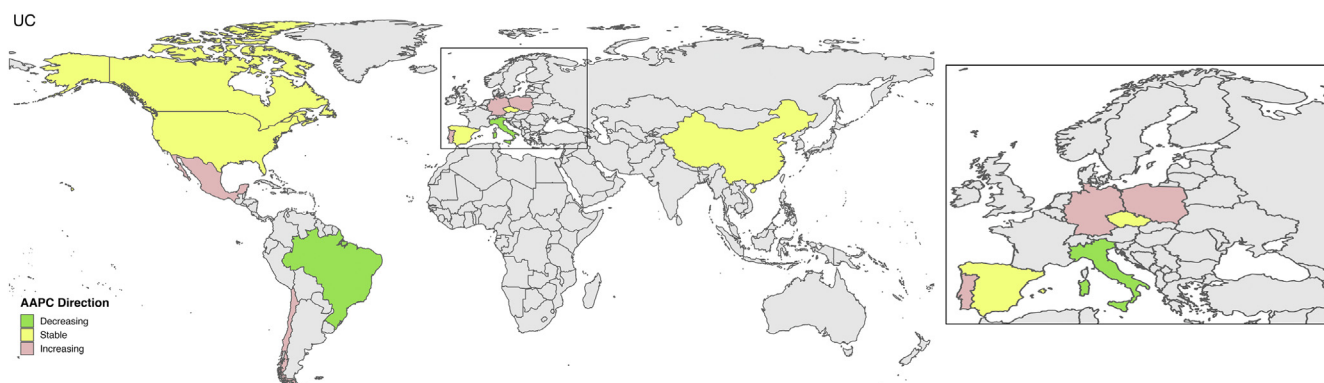 UC
AAPC Direction
Decreasing
Stable
Increasing